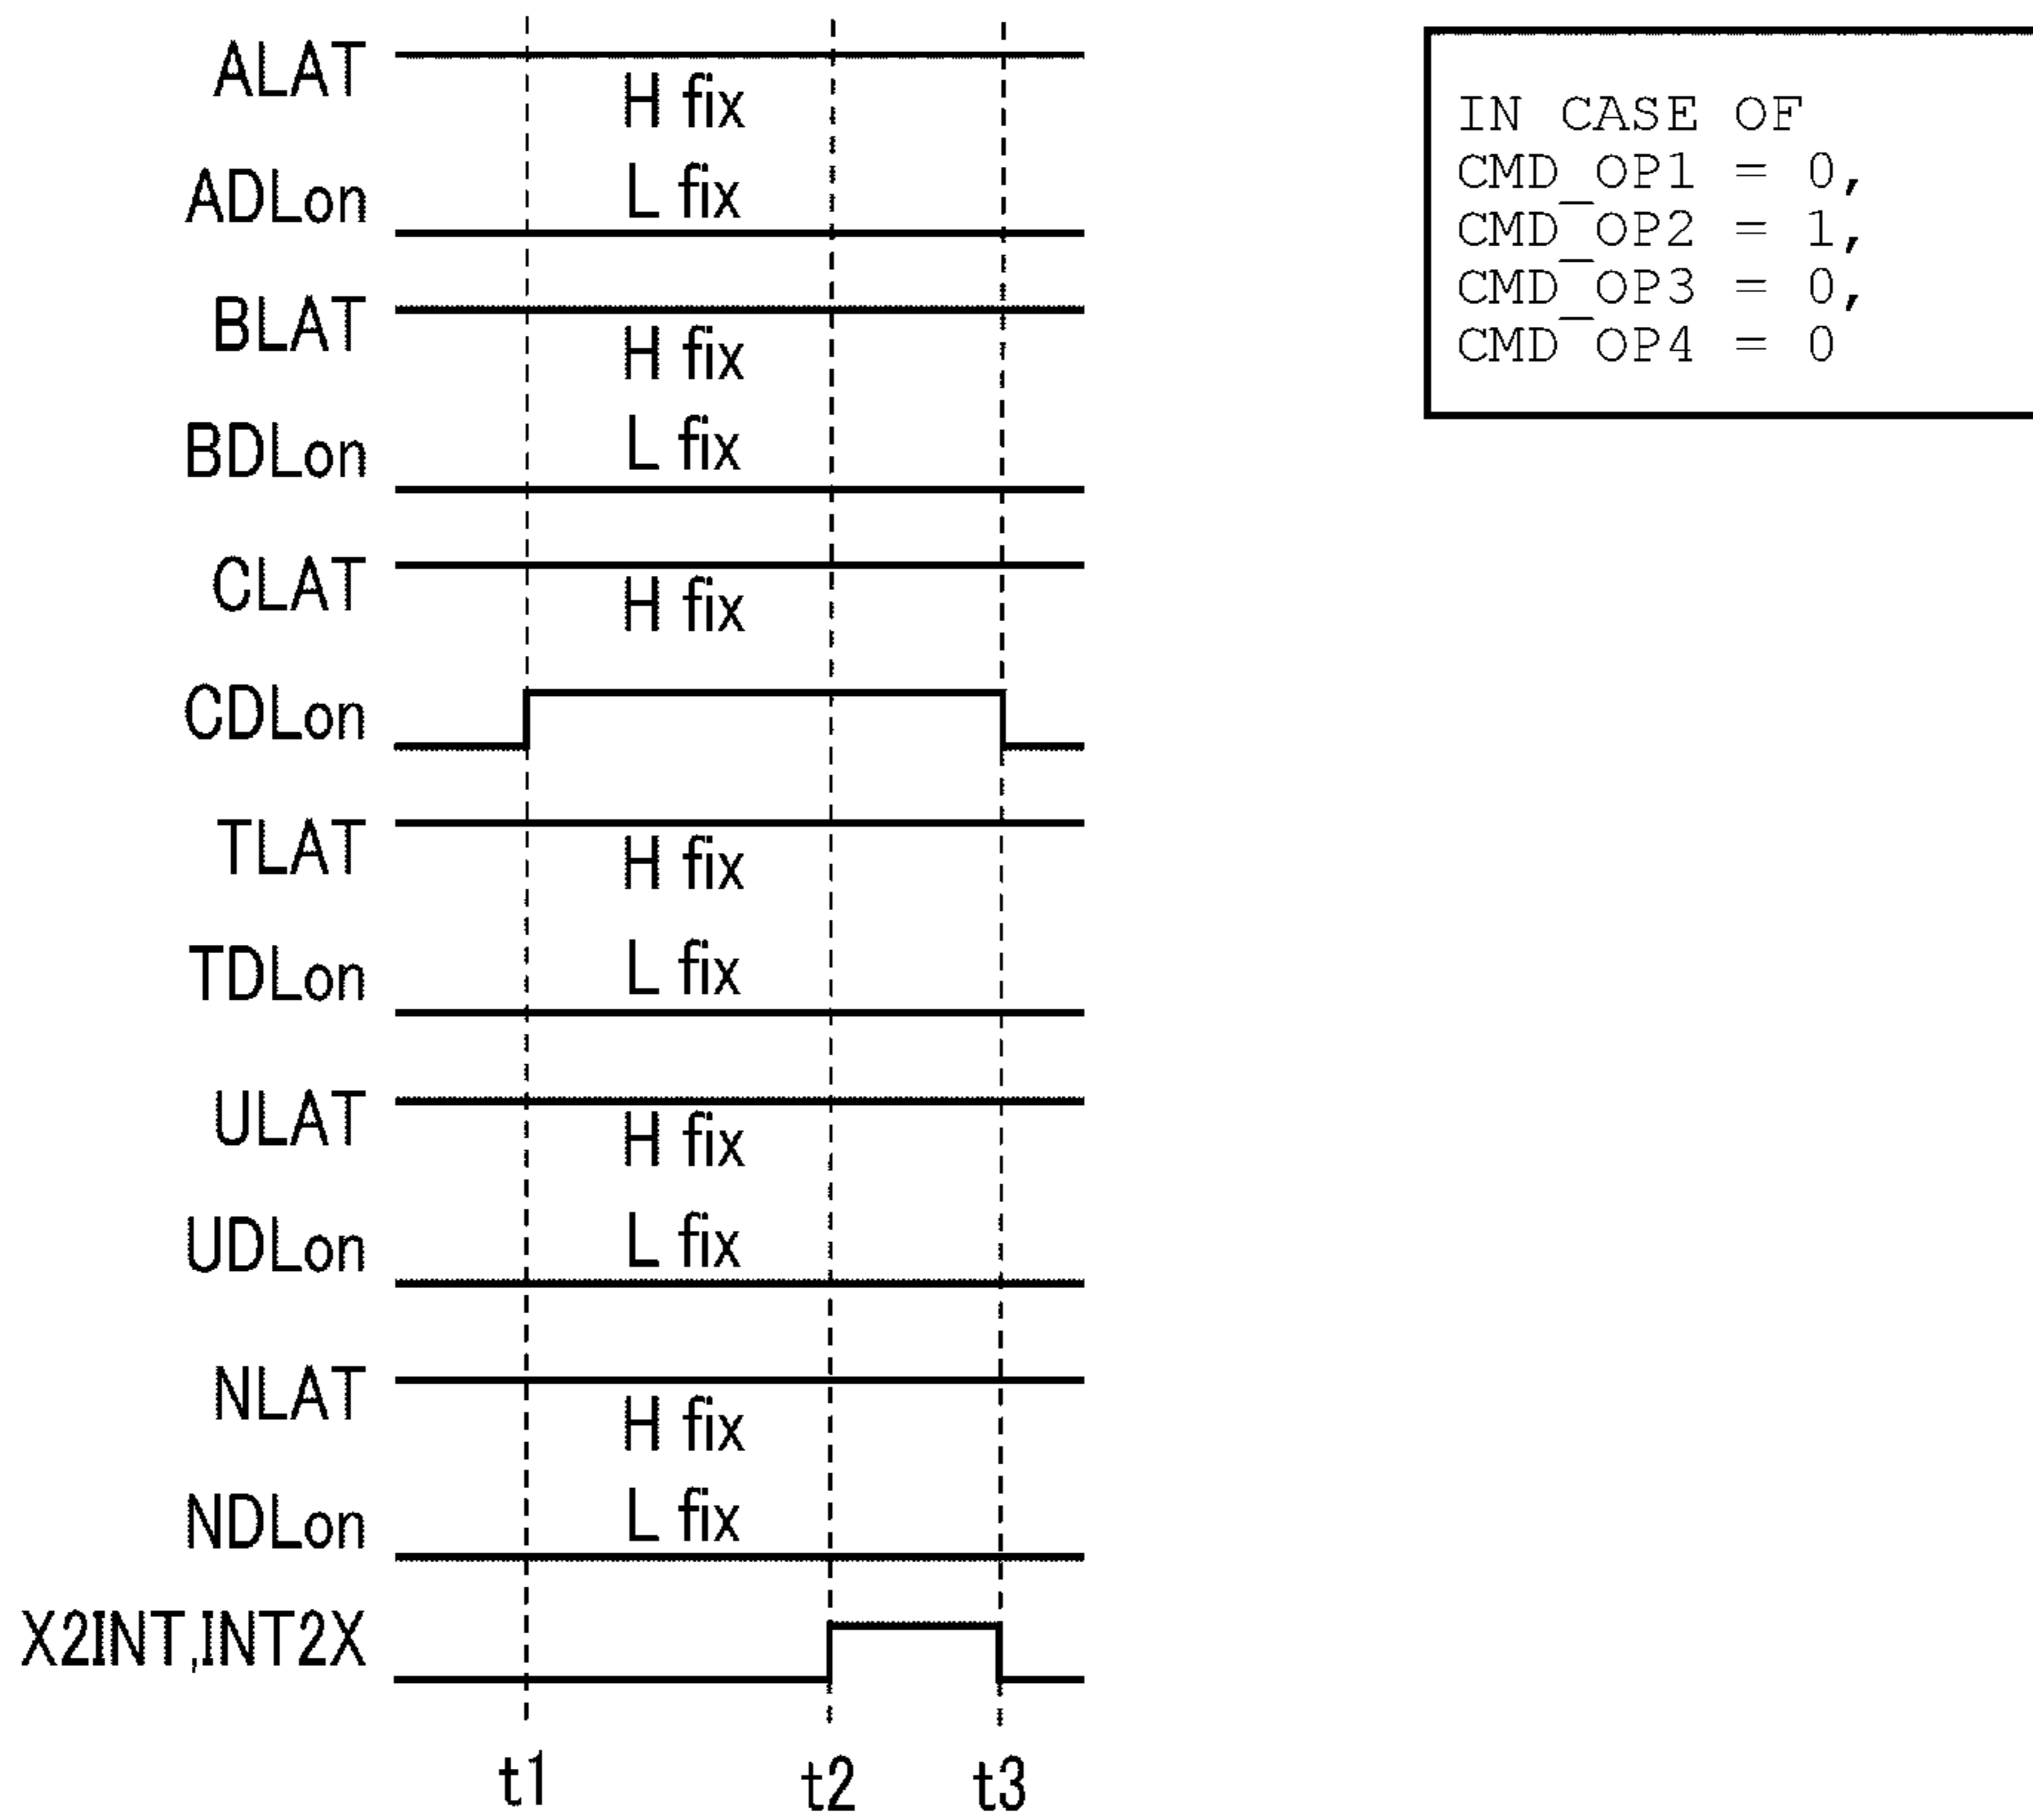 ALAT
H fix
ADLon
L fix
BLAT
H fix
BDLon
L fix
CLAT
H fix
CDLon
TLAT
H fix
TDLon
L fix
ULAT
H fix
UDLon
L fix
NLAT
H fix
NDLon
L fix
X2INT,INT2X
t1
t2
t3
IN CASE OF
CMD_OP1 = 0,
CMD_OP2 = 1,
CMD_OP3 = 0,
CMD_OP4 = 0